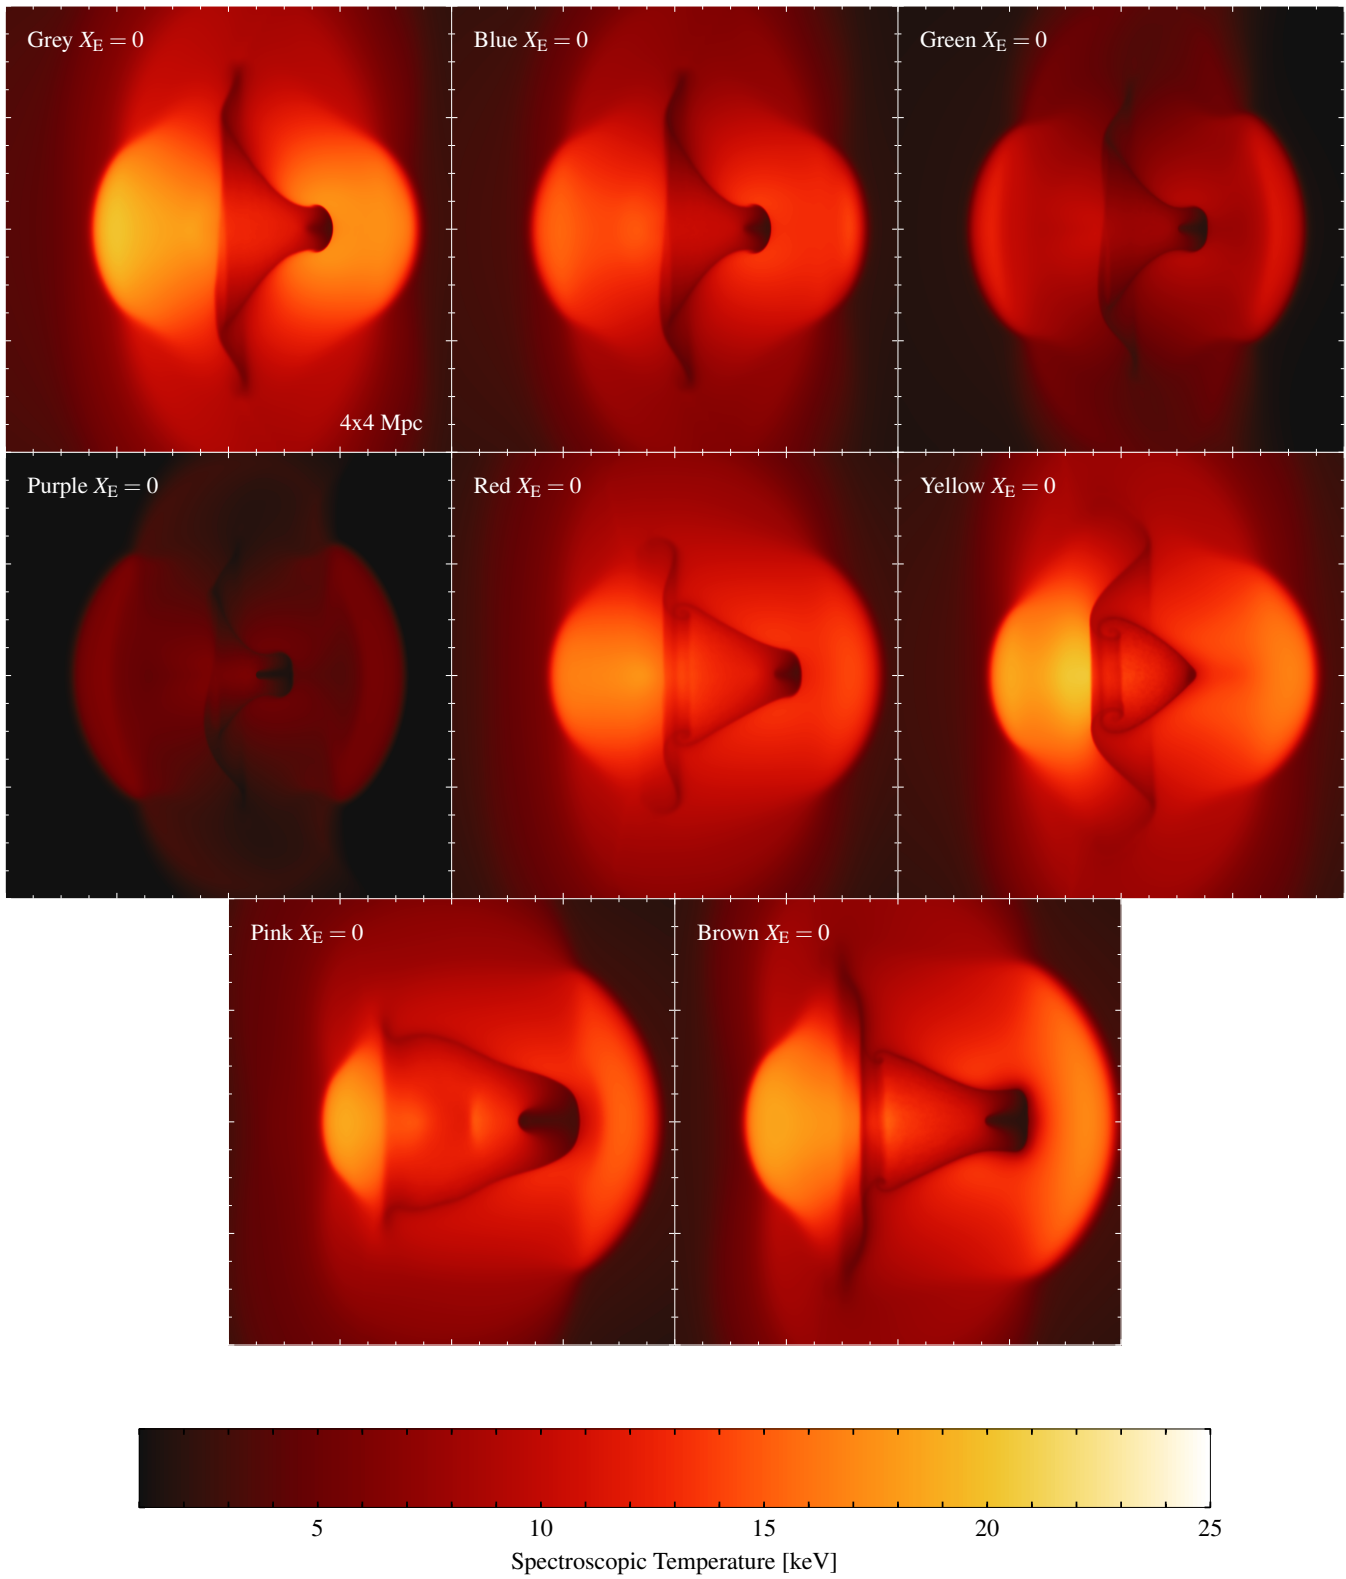 Grey X_E = 0
Blue X_E = 0
Green X_E = 0
4x4 Mpc
Purple X_E = 0
Red X_E = 0
Yellow X_E = 0
Pink X_E = 0
Brown X_E = 0
5 10 15 20 25
Spectroscopic Temperature [keV]